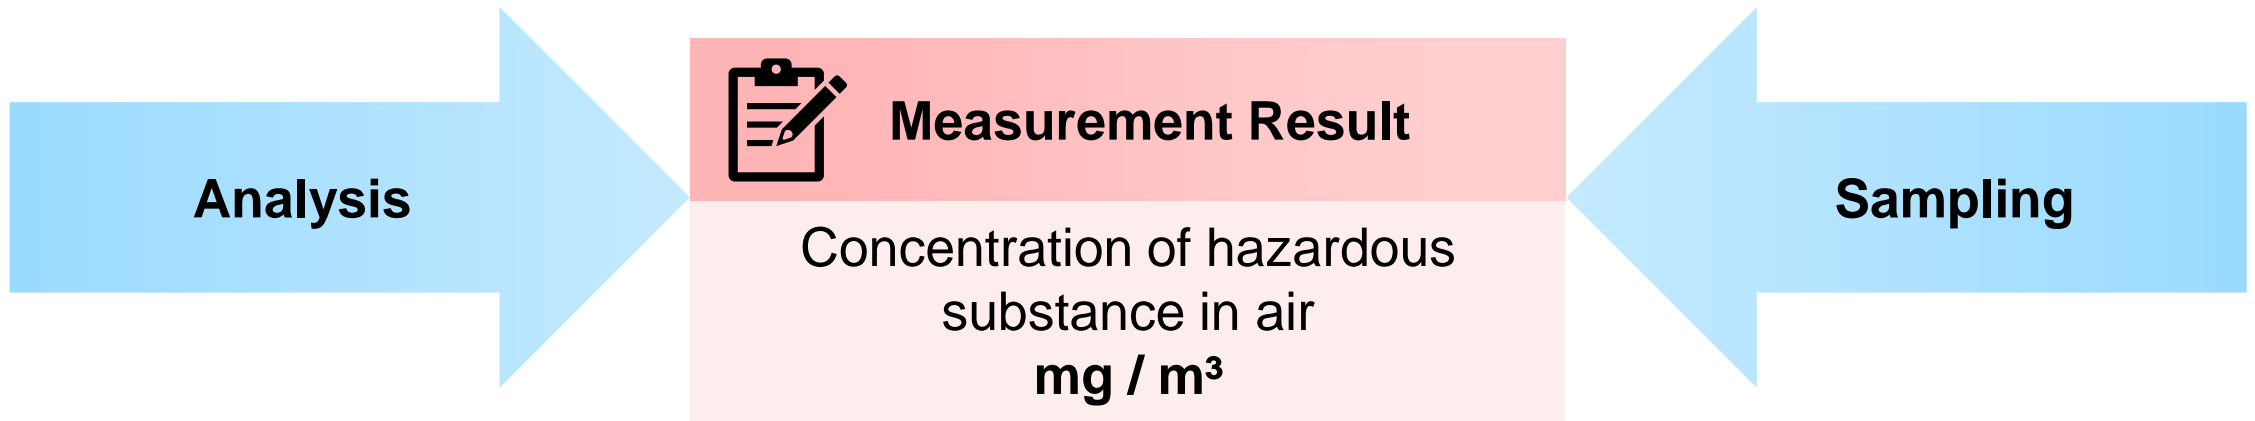 Analysis
Measurement Result
Concentration of hazardous
substance in air
mg / m³
Sampling